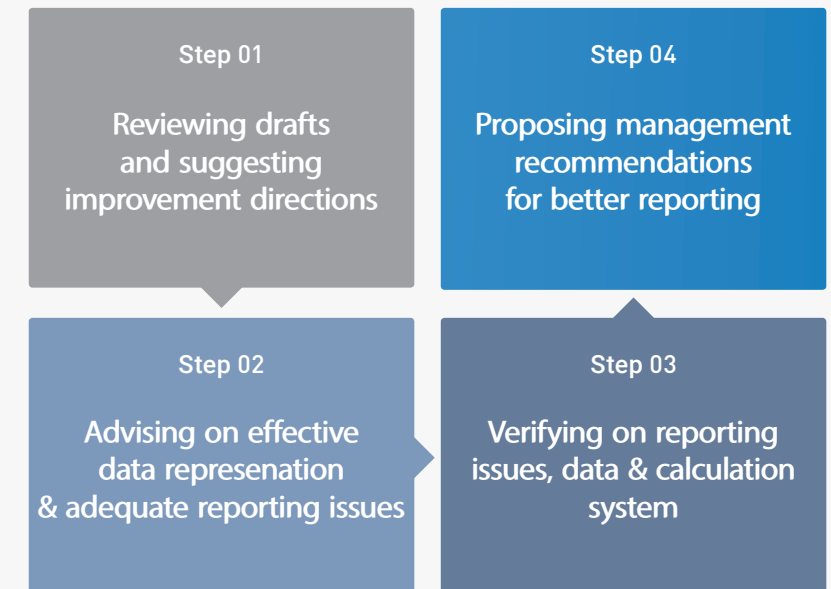 Step 01
Reviewing drafts
and suggesting
improvement directions
Step 02
Advising on effective
data represenation
& adequate reporting issues
Step 03
Verifying on reporting
issues, data & calculation
system
Step 04
Proposing management
recommendations
for better reporting